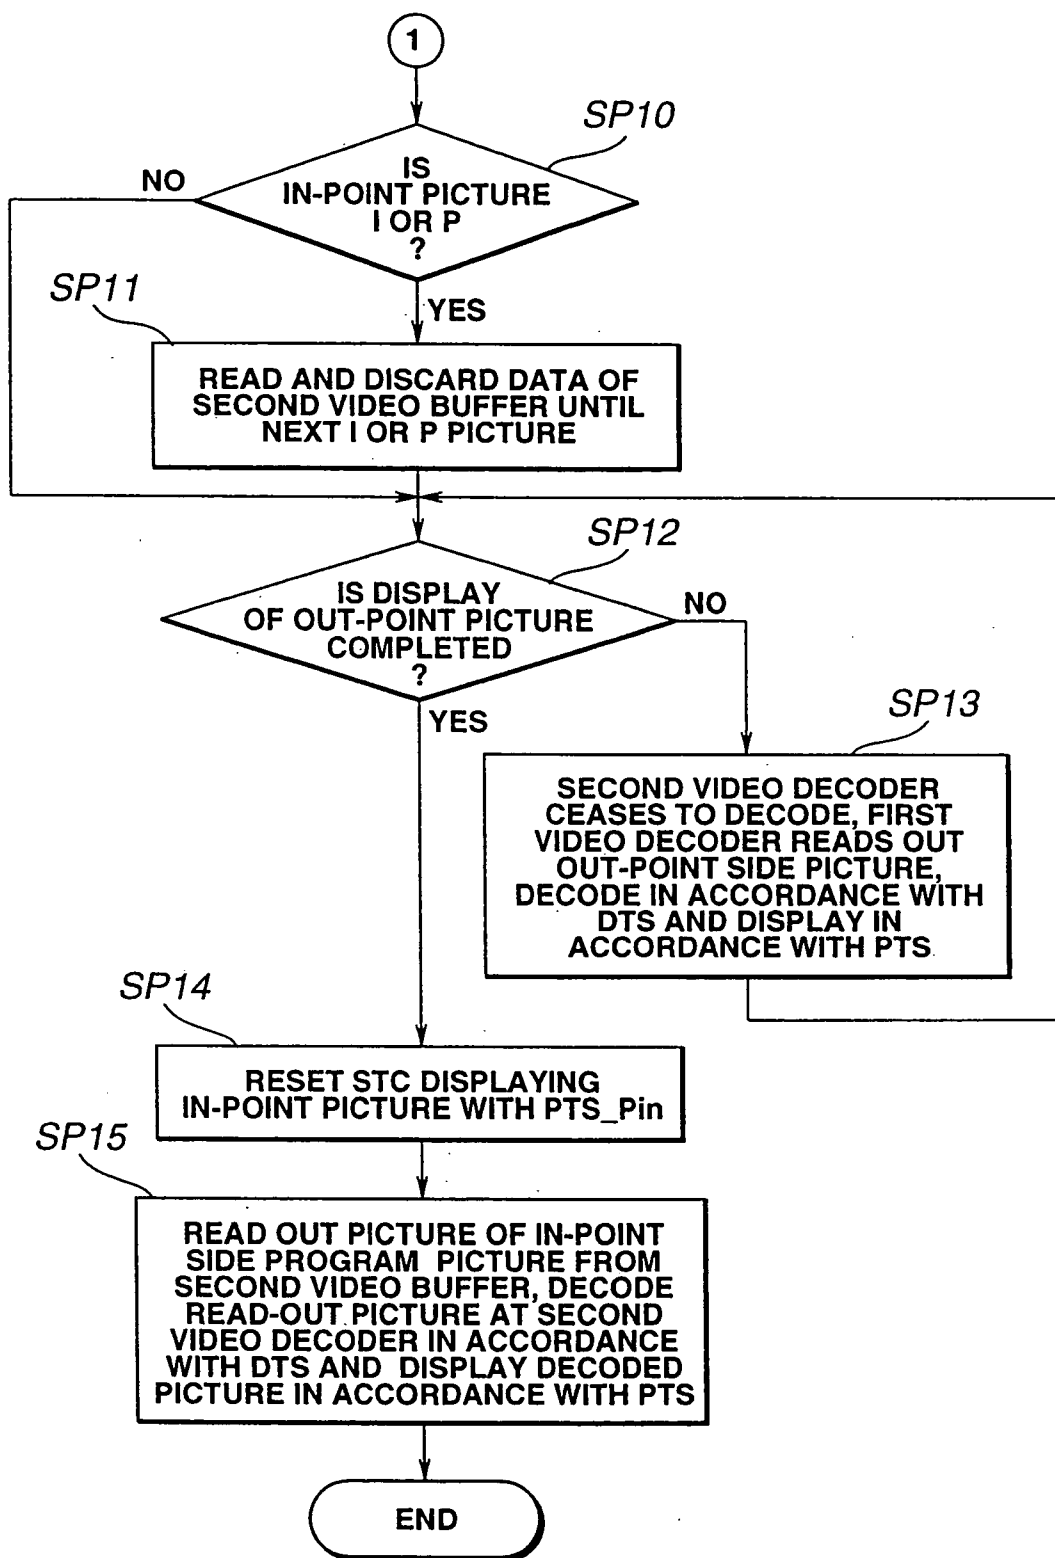 1
SP10
IS
IN-POINT PICTURE
I OR P
?
NO
YES
SP11
READ AND DISCARD DATA OF
SECOND VIDEO BUFFER UNTIL
NEXT I OR P PICTURE
SP12
IS DISPLAY
OF OUT-POINT PICTURE
COMPLETED
?
NO
YES
SP13
SECOND VIDEO DECODER
CEASES TO DECODE, FIRST
VIDEO DECODER READS OUT
OUT-POINT SIDE PICTURE,
DECODE IN ACCORDANCE WITH
DTS AND DISPLAY IN
ACCORDANCE WITH PTS
SP14
RESET STC DISPLAYING
IN-POINT PICTURE WITH PTS_Pin
SP15
READ OUT PICTURE OF IN-POINT
SIDE PROGRAM PICTURE FROM
SECOND VIDEO BUFFER, DECODE
READ-OUT PICTURE AT SECOND
VIDEO DECODER IN ACCORDANCE
WITH DTS AND DISPLAY DECODED
PICTURE IN ACCORDANCE WITH PTS
END